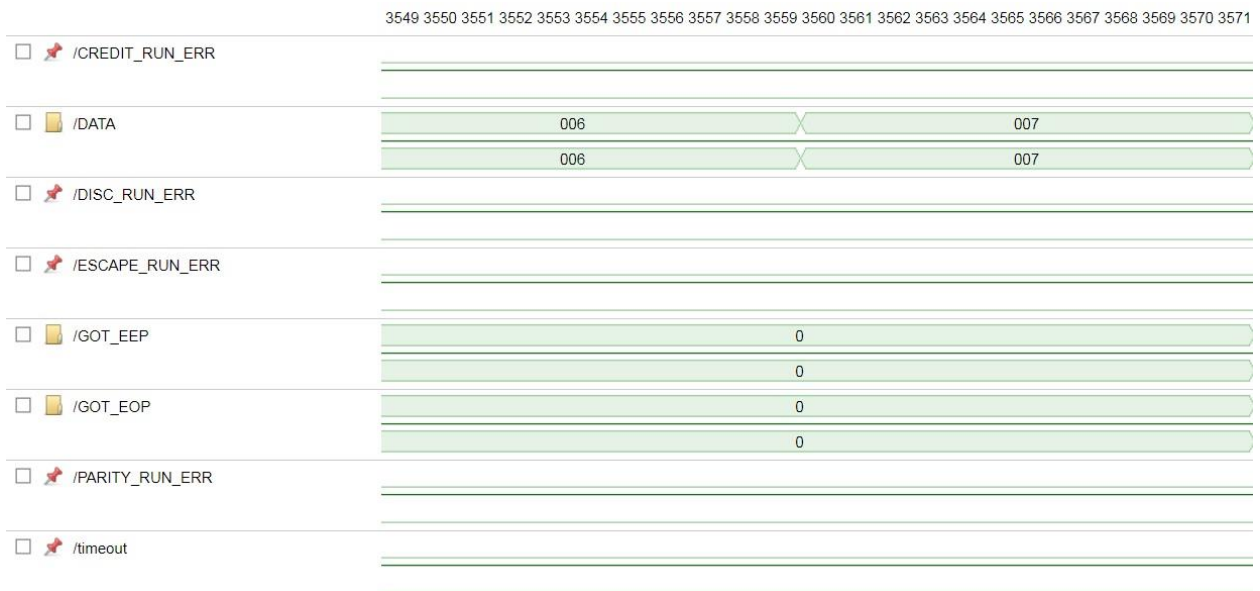 3549 3550 3551 3552 3553 3554 3555 3556 3557 3558 3559 3560 3561 3562 3563 3564 3565 3566 3567 3568 3569 3570 3571
/CREDIT_RUN_ERR
/DATA 006 007
006 007
/DISC_RUN_ERR
/ESCAPE_RUN_ERR
/GOT_EEP 0
0
/GOT_EOP 0
0
/PARITY_RUN_ERR
/timeout